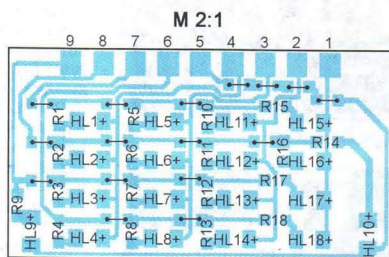 M 2:1
9 8 7 6 5 4 3 2 1
R1 HL1+ R5 HL5+ R10 HL11+ R15 HL15+
R2 HL2+ R6 HL6+ R11 HL12+ R16 R14 HL16+
R9 R3 HL3+ R7 HL7+ R12 HL13+ R17 HL17+
HL9+ R4 HL4+ R8 HL8+ R13 HL14+ R18 HL18+ HL10+